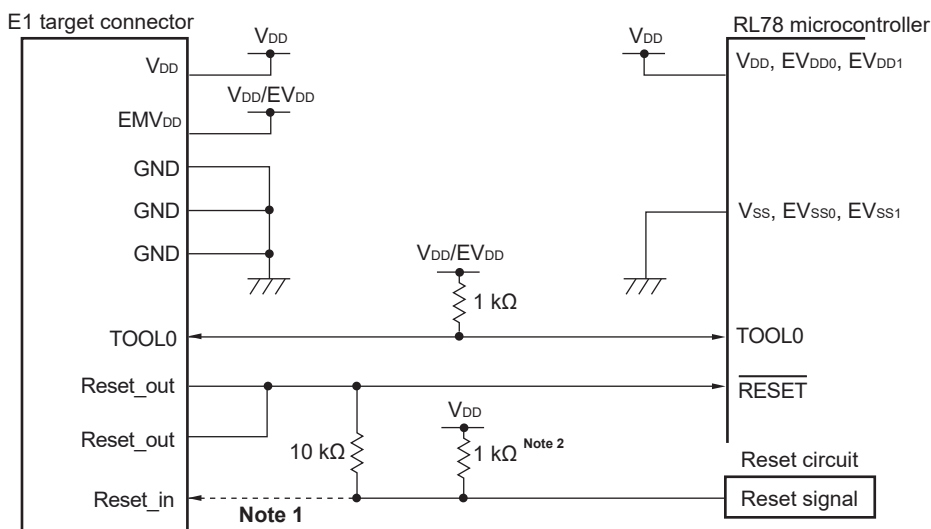 E1 target connector
RL78 microcontroller
VDD
VDD
VDD
VDD, EVDD0, EVDD1
VDD/EVDD
EMVDD
GND
GND
VSS, EVSS0, EVSS1
GND
VDD/EVDD
1 kΩ
TOOL0
TOOL0
Reset_out
RESET
VDD
Reset_out
10 kΩ
1 kΩ Note 2
Reset circuit
Reset_in
Reset signal
Note 1